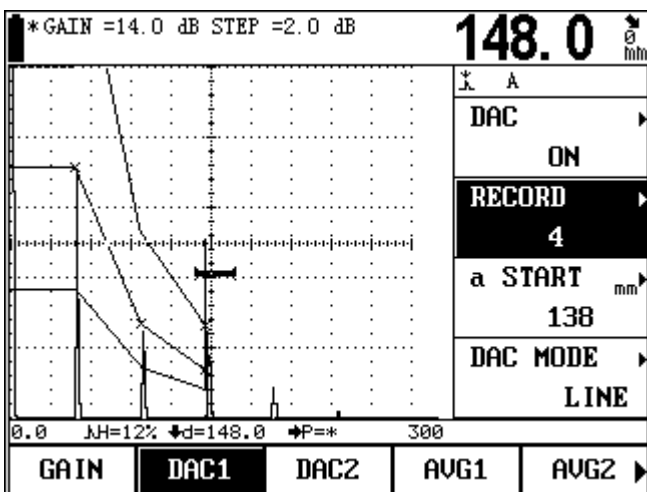 *GAIN =14.0 dB STEP =2.0 dB
148.0 mm
A
DAC
ON
RECORD
4
a START mm
138
DAC MODE
LINE
0.0 H=12% d=148.0 P=* 300
GAIN DAC1 DAC2 AVG1 AVG2